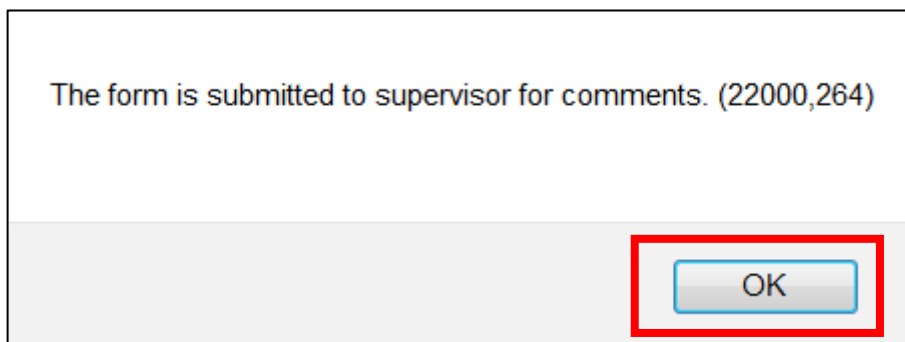 The form is submitted to supervisor for comments. (22000,264)
OK